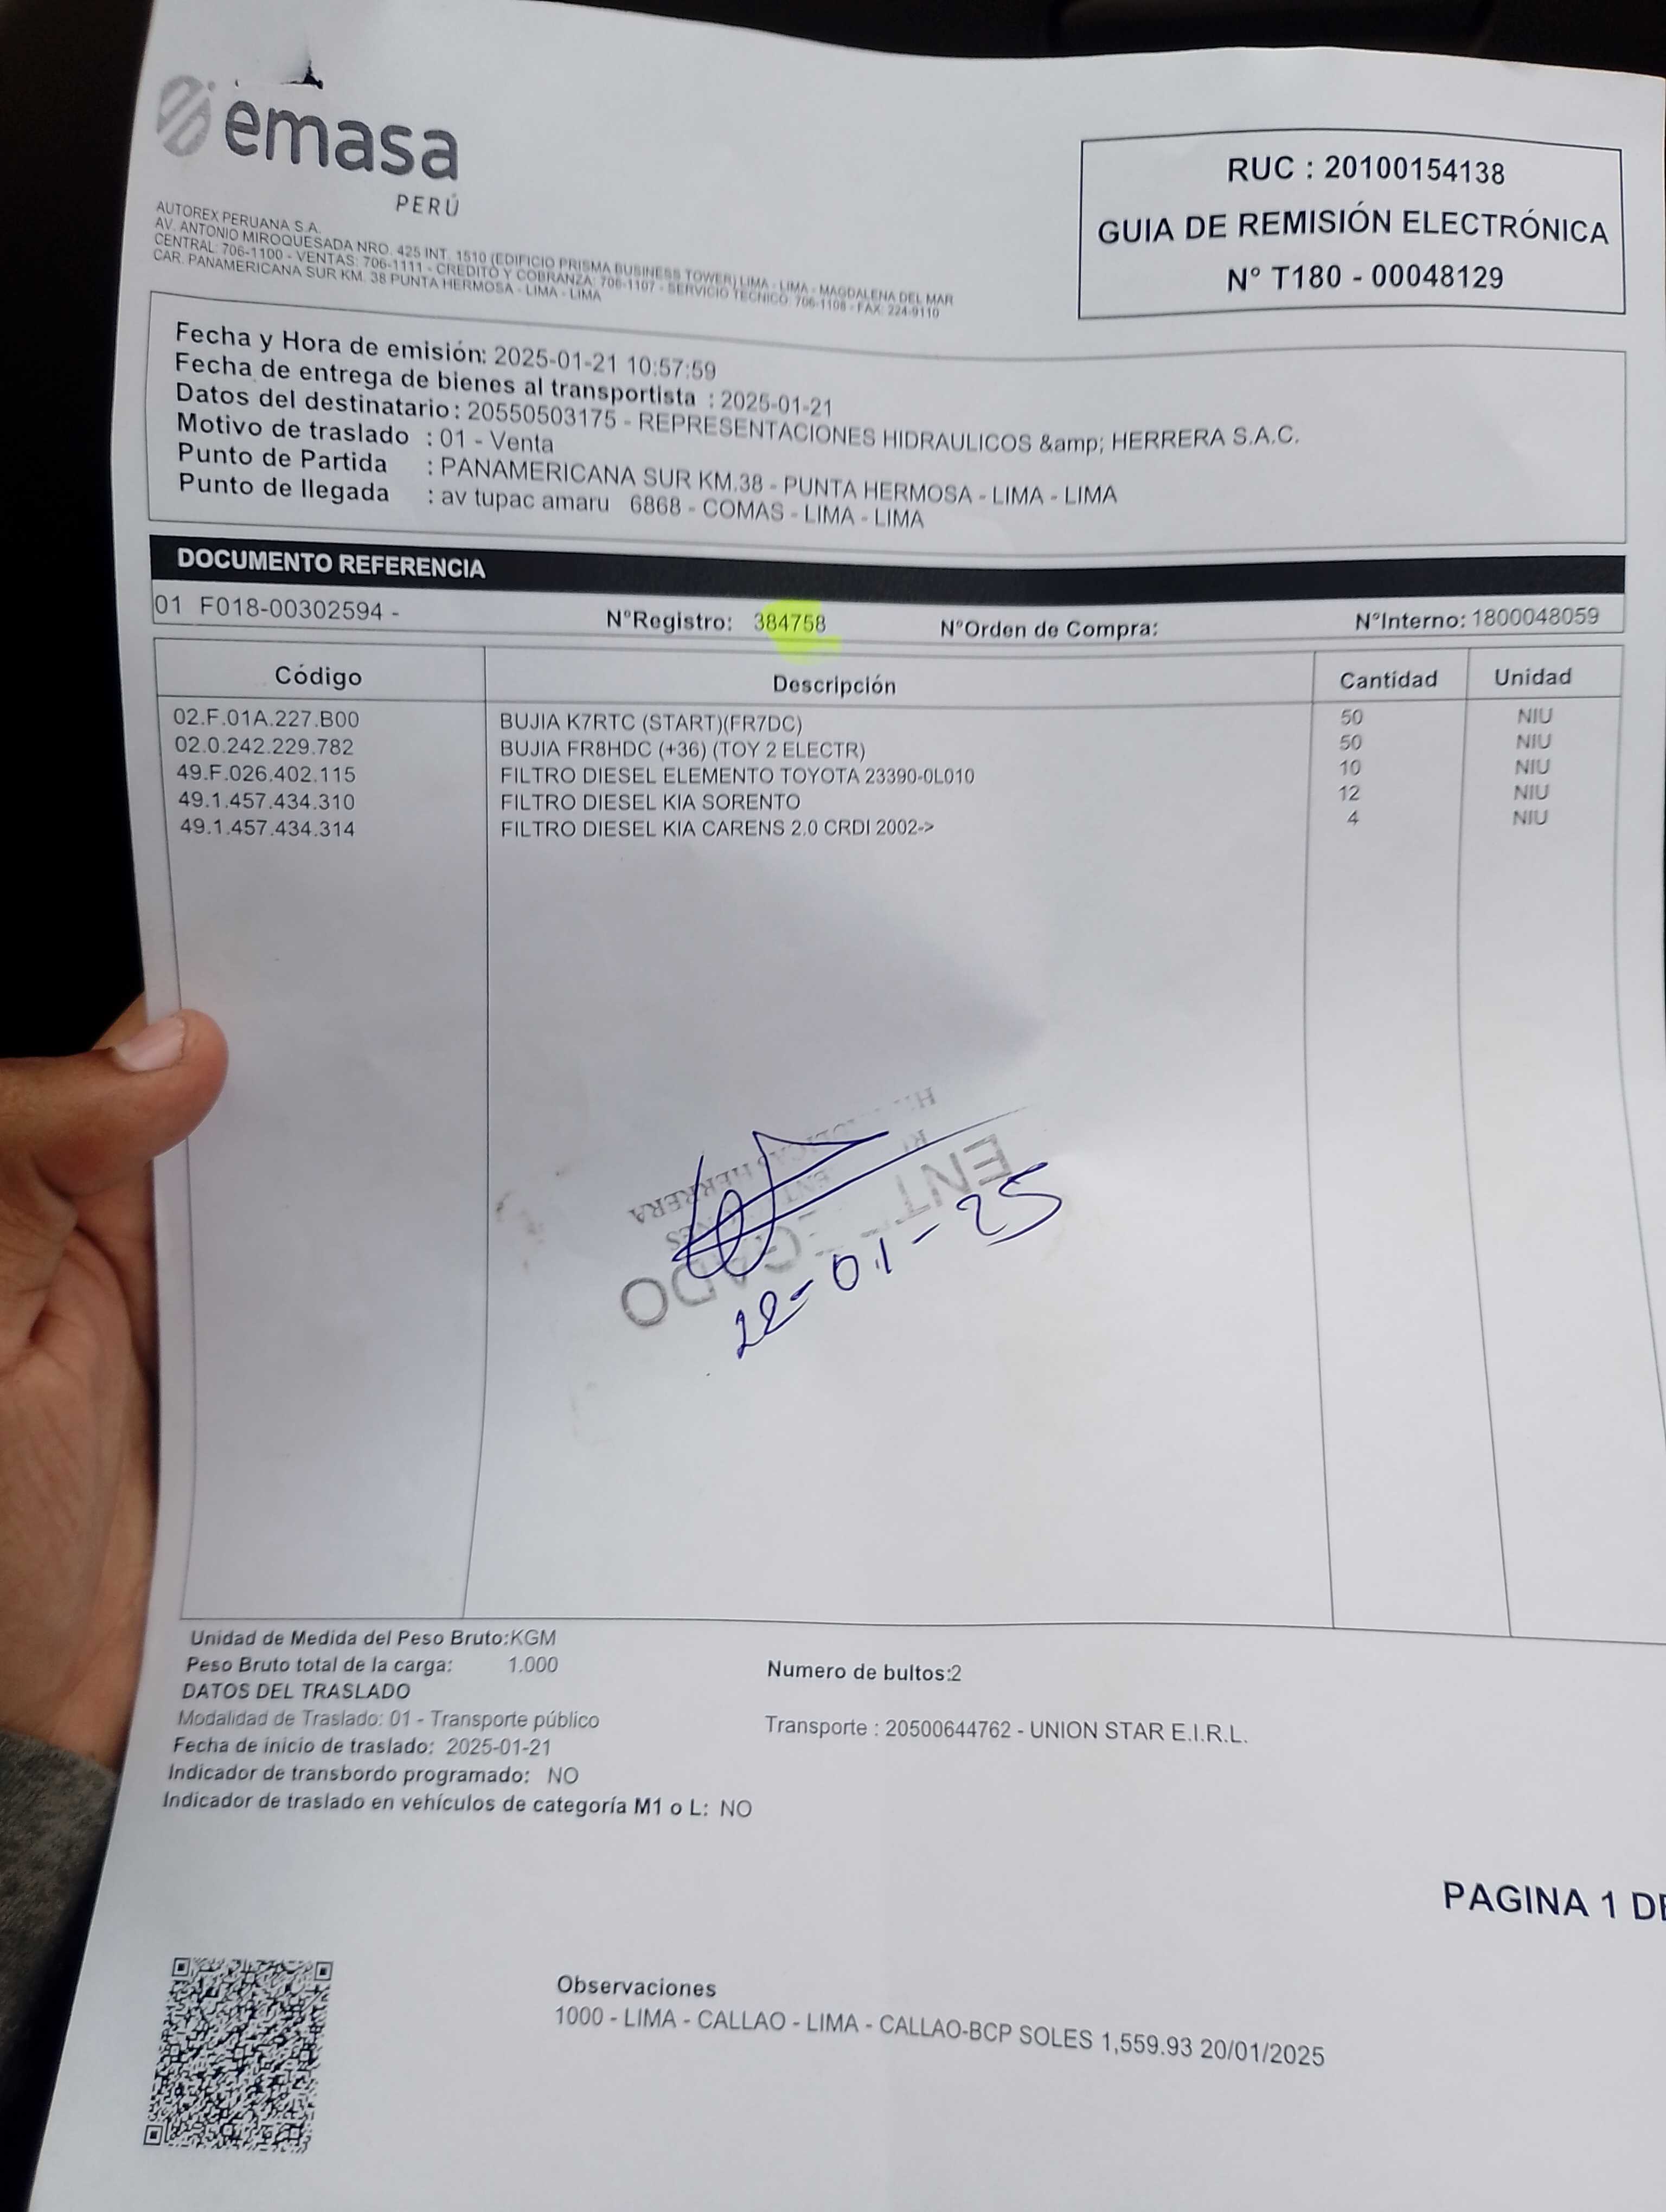 emasa
PERÚ
AUTOREX PERUANA S.A.
AV. ANTONIO MIROQUESADA NRO. 425 INT. 1510 (EDIFICIO PRISMA BUSINESS TOWER) LIMA - LIMA - MAGDALENA DEL MAR
CENTRAL: 706-1100 - VENTAS: 706-1111 - CREDITO Y COBRANZA: 706-1107 - SERVICIO TECNICO: 706-1108 - FAX: 224-9110
CAR. PANAMERICANA SUR KM. 38 PUNTA HERMOSA - LIMA - LIMA
RUC : 20100154138
GUIA DE REMISIÓN ELECTRÓNICA
N° T180 - 00048129
Fecha y Hora de emisión: 2025-01-21 10:57:59
Fecha de entrega de bienes al transportista : 2025-01-21
Datos del destinatario : 20550503175 - REPRESENTACIONES HIDRAULICOS &amp; HERRERA S.A.C.
Motivo de traslado : 01 - Venta
Punto de Partida : PANAMERICANA SUR KM.38 - PUNTA HERMOSA - LIMA - LIMA
Punto de llegada : av tupac amaru 6868 - COMAS - LIMA - LIMA
DOCUMENTO REFERENCIA
01 F018-00302594 - N°Registro: 384758 N°Orden de Compra: N°Interno: 1800048059
Código Descripción Cantidad Unidad
02.F.01A.227.B00 BUJIA K7RTC (START)(FR7DC) 50 NIU
02.0.242.229.782 BUJIA FR8HDC (+36) (TOY 2 ELECTR) 50 NIU
49.F.026.402.115 FILTRO DIESEL ELEMENTO TOYOTA 23390-0L010 10 NIU
49.1.457.434.310 FILTRO DIESEL KIA SORENTO 12 NIU
49.1.457.434.314 FILTRO DIESEL KIA CARENS 2.0 CRDI 2002-> 4 NIU
HERRERA
22-01-25
Unidad de Medida del Peso Bruto:KGM
Peso Bruto total de la carga: 1.000 Numero de bultos:2
DATOS DEL TRASLADO
Modalidad de Traslado: 01 - Transporte público Transporte : 20500644762 - UNION STAR E.I.R.L.
Fecha de inicio de traslado: 2025-01-21
Indicador de transbordo programado: NO
Indicador de traslado en vehículos de categoría M1 o L: NO
PAGINA 1 DE
Observaciones
1000 - LIMA - CALLAO - LIMA - CALLAO-BCP SOLES 1,559.93 20/01/2025